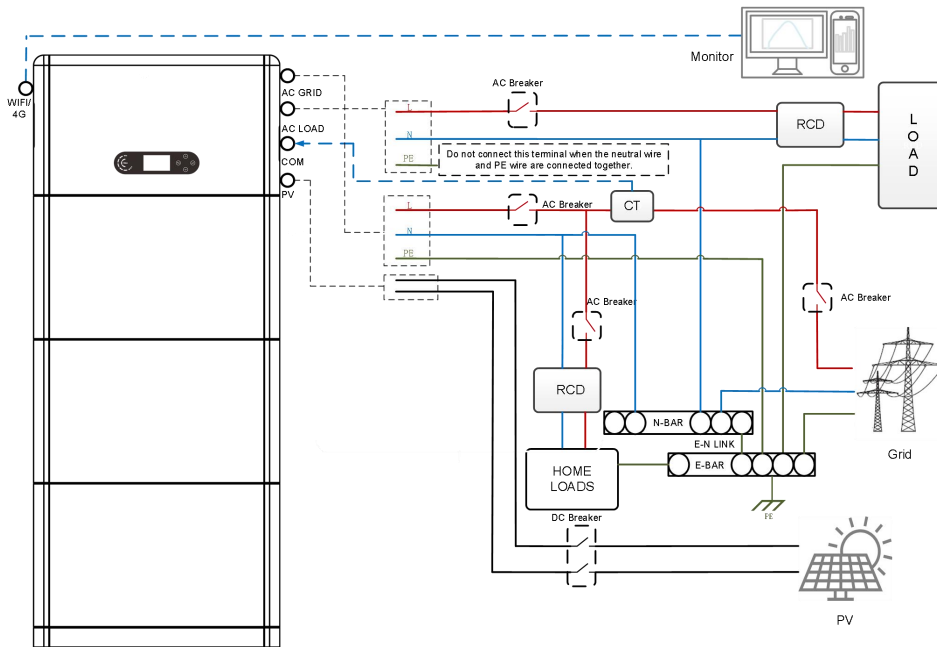 Monitor
WIFI/
4G
AC GRID
AC LOAD
COM
PV
AC Breaker
L
N
PE
RCD
L
O
A
D
Do not connect this terminal when the neutral wire
and PE wire are connected together.
CT
L
N
PE
AC Breaker
AC Breaker
AC Breaker
RCD
N-BAR
E-N LINK
E-BAR
Grid
HOME
LOADS
PE
DC Breaker
PV